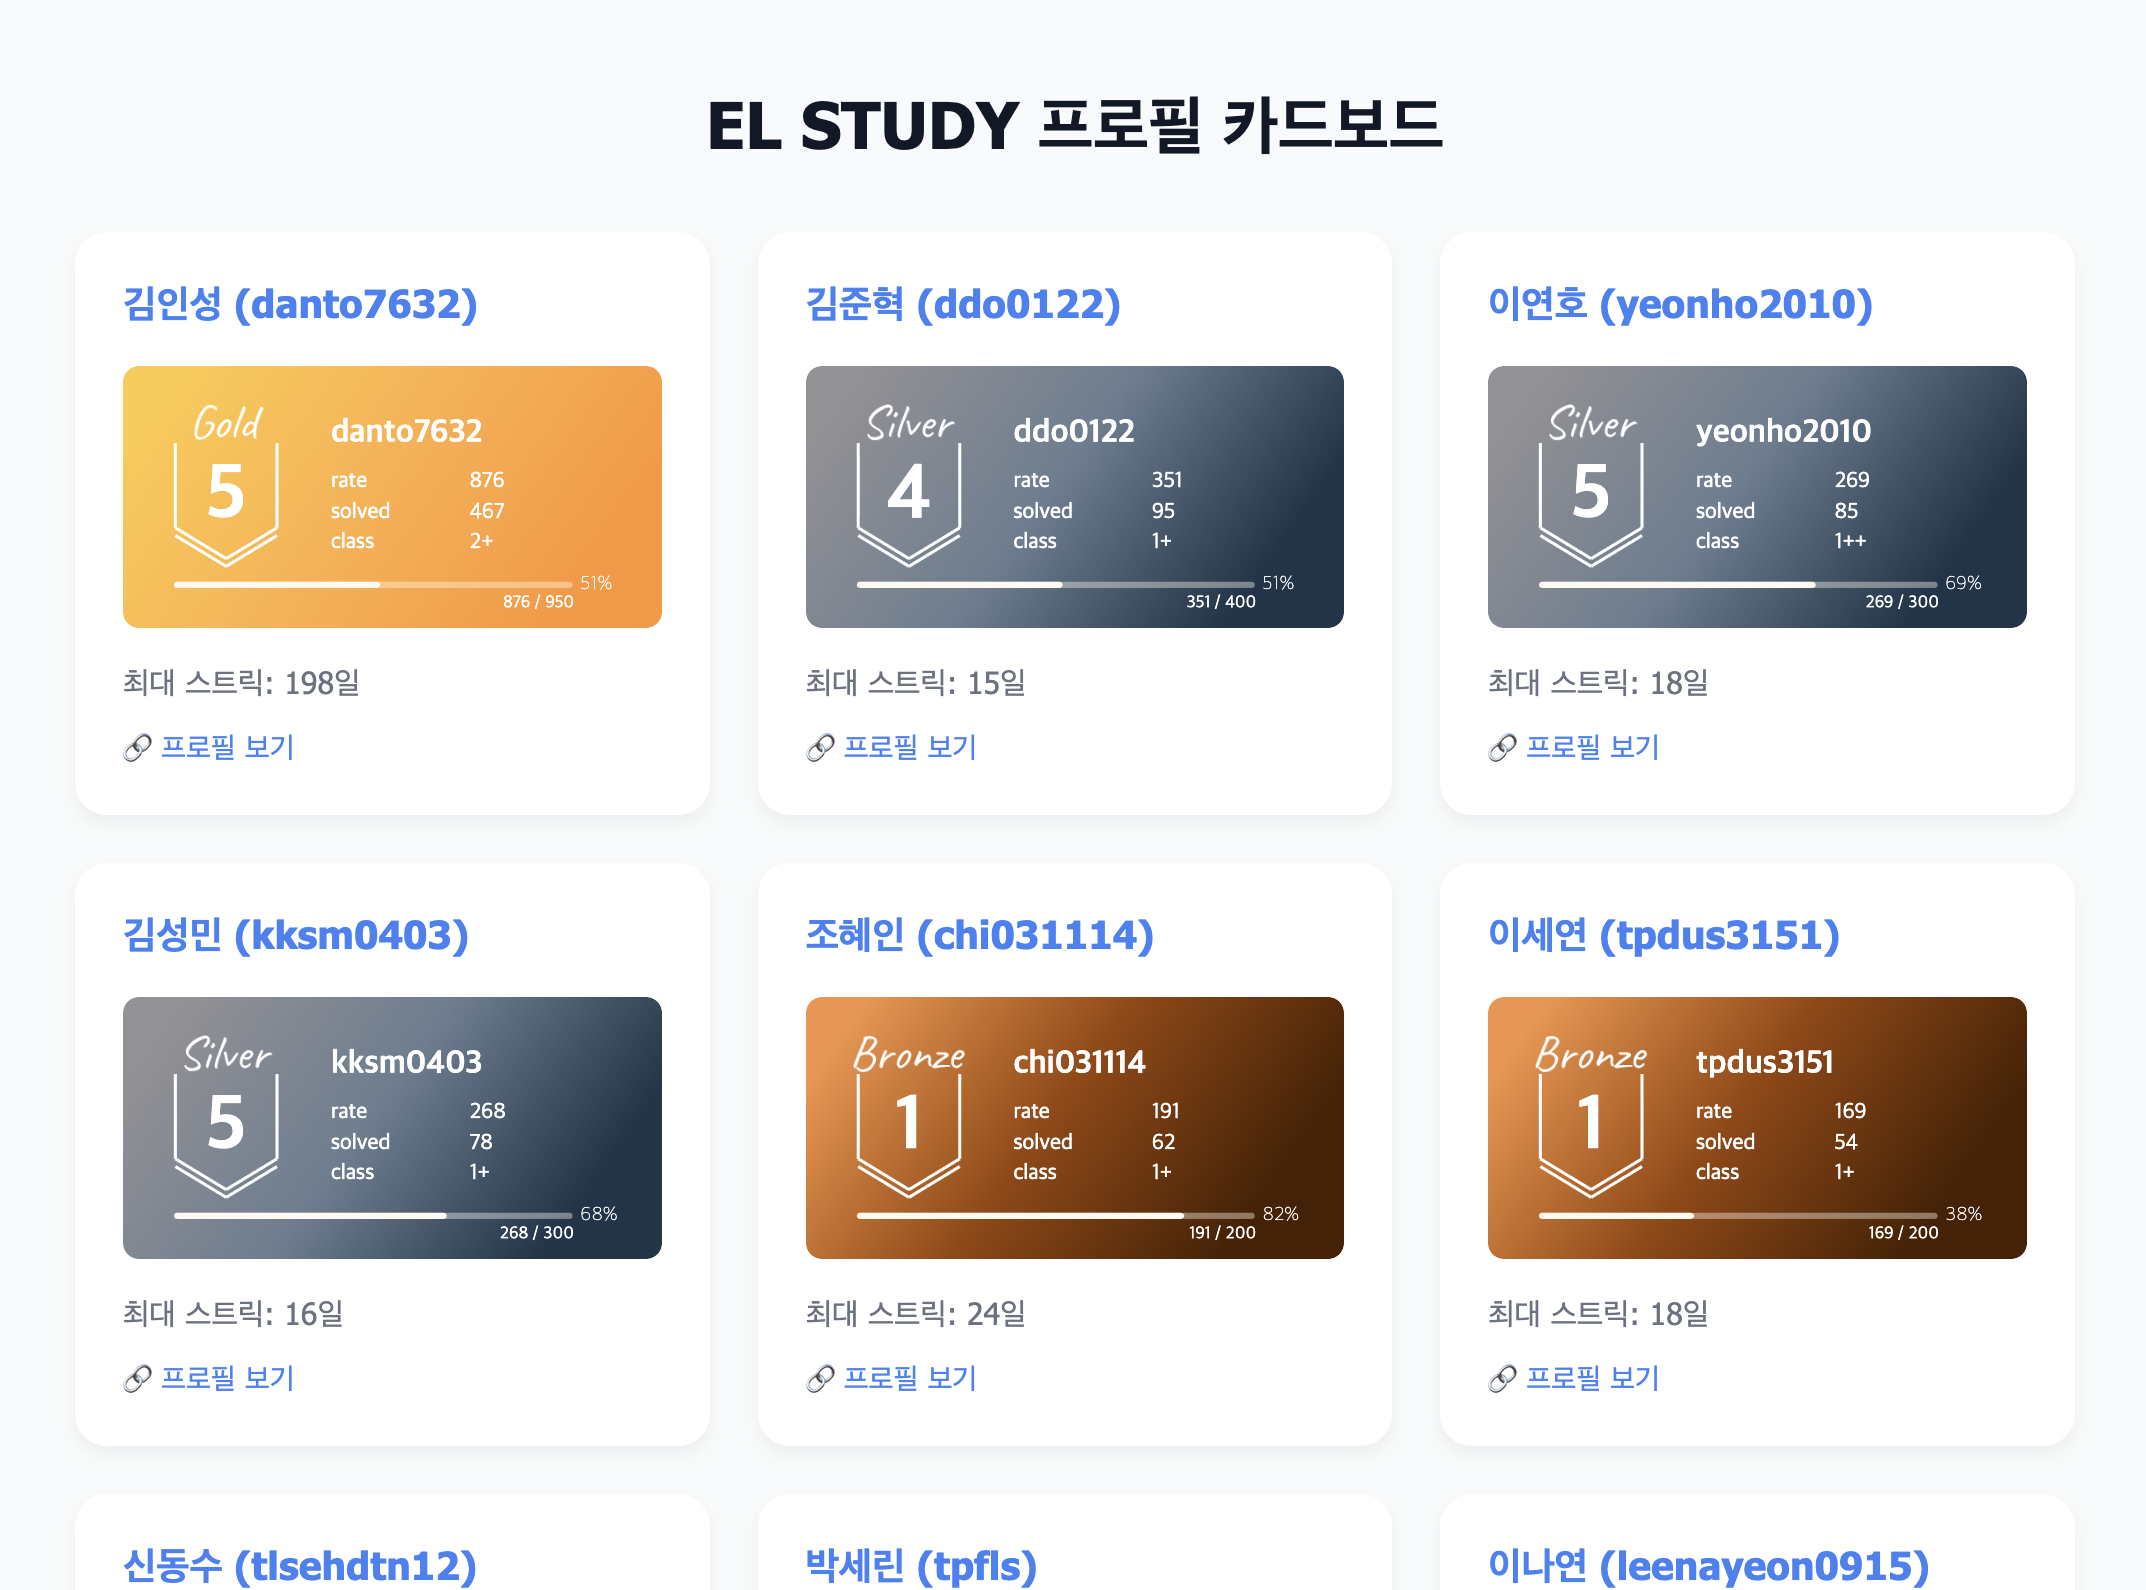 EL STUDY 프로필 카드보드
김인성 (danto7632)
Gold
5
danto7632
rate 876
solved 467
class 2+
51%
876 / 950
최대 스트릭: 198일
🔗 프로필 보기
김준혁 (ddo0122)
Silver
4
ddo0122
rate 351
solved 95
class 1+
51%
351 / 400
최대 스트릭: 15일
🔗 프로필 보기
이연호 (yeonho2010)
Silver
5
yeonho2010
rate 269
solved 85
class 1++
69%
269 / 300
최대 스트릭: 18일
🔗 프로필 보기
김성민 (kksm0403)
Silver
5
kksm0403
rate 268
solved 78
class 1+
68%
268 / 300
최대 스트릭: 16일
🔗 프로필 보기
조혜인 (chi031114)
Bronze
1
chi031114
rate 191
solved 62
class 1+
82%
191 / 200
최대 스트릭: 24일
🔗 프로필 보기
이세연 (tpdus3151)
Bronze
1
tpdus3151
rate 169
solved 54
class 1+
38%
169 / 200
최대 스트릭: 18일
🔗 프로필 보기
신동수 (tlsehdtn12)
박세린 (tpfls)
이나연 (leenayeon0915)